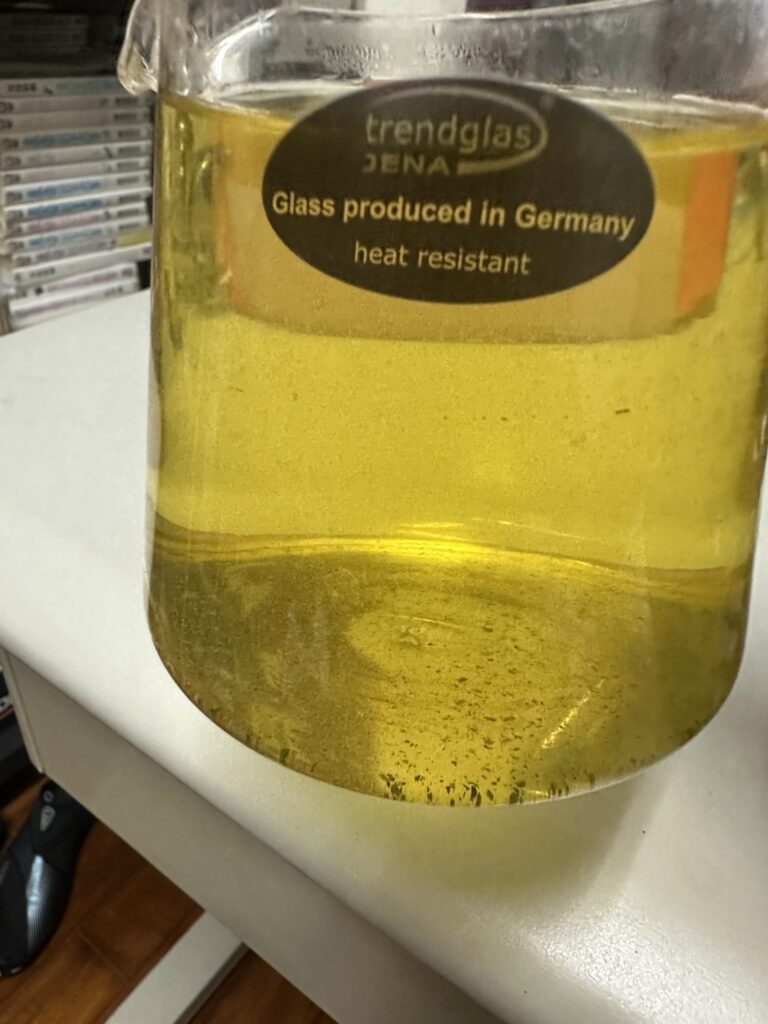 trendglas
JENA
Glass produced in Germany
heat resistant